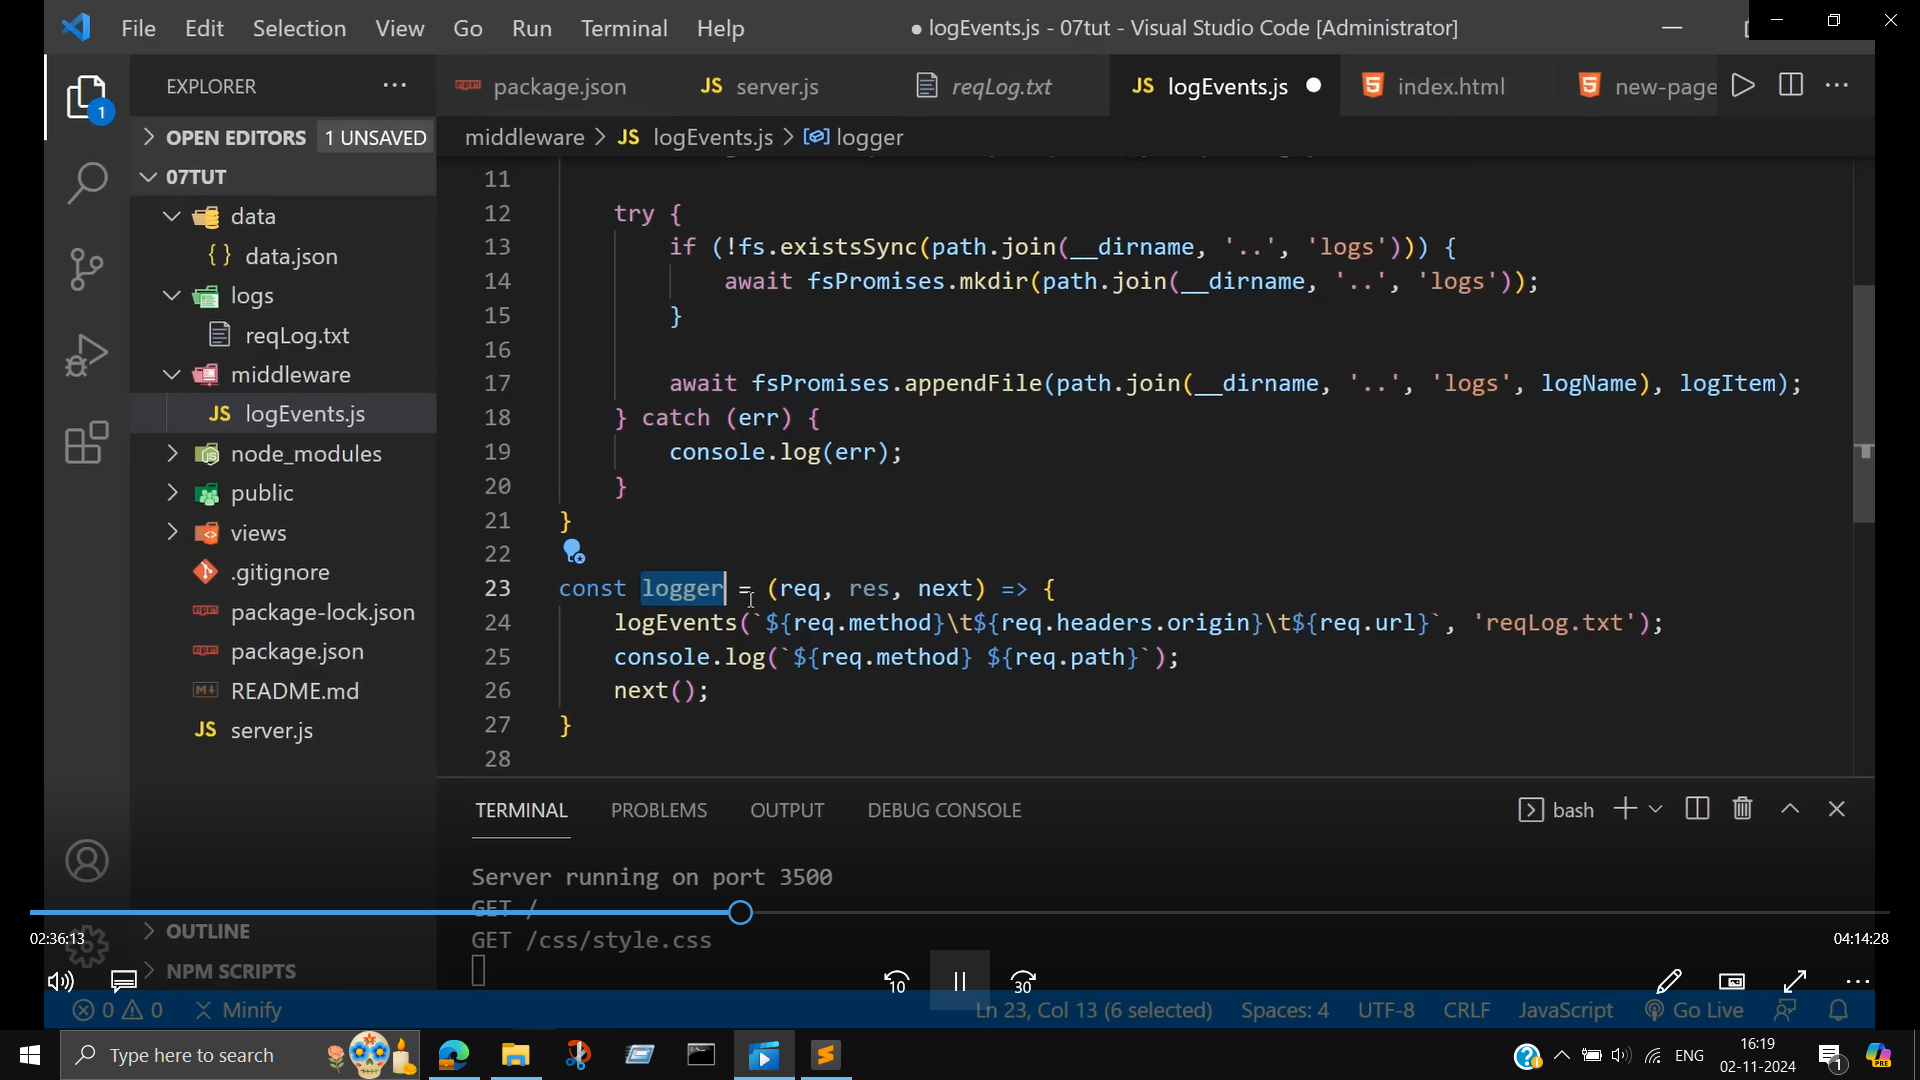 File Edit Selection View Go Run Terminal Help
● logEvents.js - 07tut - Visual Studio Code [Administrator]
EXPLORER
package.json
JS server.js
reqLog.txt
JS logEvents.js ●
index.html
new-page
OPEN EDITORS 1 UNSAVED
middleware > JS logEvents.js > logger
07TUT
data
{ } data.json
logs
reqLog.txt
middleware
JS logEvents.js
node_modules
public
views
.gitignore
package-lock.json
package.json
README.md
JS server.js
OUTLINE
NPM SCRIPTS
11
12 try {
13 if (!fs.existsSync(path.join(__dirname, '..', 'logs'))) {
14 await fsPromises.mkdir(path.join(__dirname, '..', 'logs'));
15 }
16
17 await fsPromises.appendFile(path.join(__dirname, '..', 'logs', logName), logItem);
18 } catch (err) {
19 console.log(err);
20 }
21 }
22
23 const logger = (req, res, next) => {
24 logEvents(`${req.method}\t${req.headers.origin}\t${req.url}`, 'reqLog.txt');
25 console.log(`${req.method} ${req.path}`);
26 next();
27 }
28
TERMINAL PROBLEMS OUTPUT DEBUG CONSOLE
bash
Server running on port 3500
GET /
GET /css/style.css
02:36:13
04:14:28
10
30
0 0 Minify
Ln 23, Col 13 (6 selected) Spaces: 4 UTF-8 CRLF JavaScript Go Live
Type here to search
ENG
16:19
02-11-2024
1
PRE